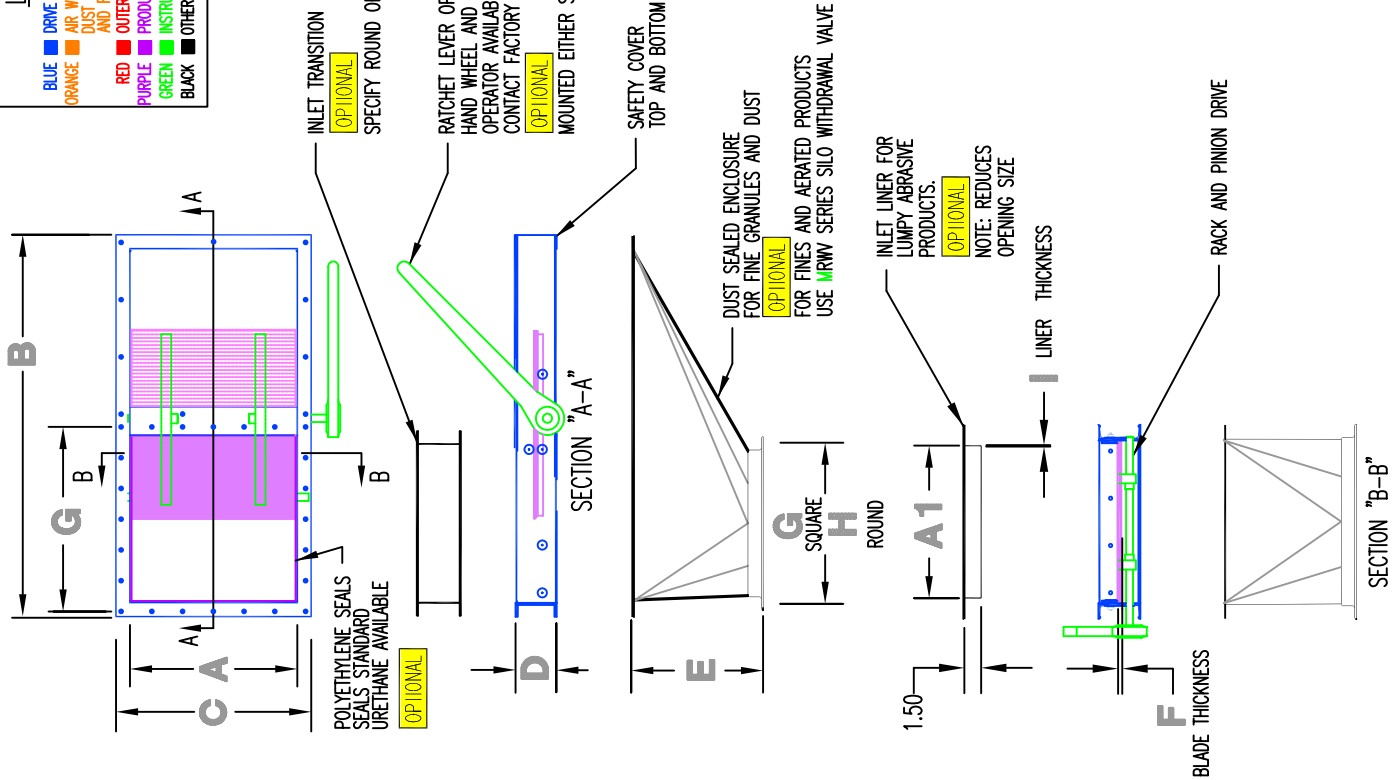 BLUE DRIVE
ORANGE AIR
DUST
AND
RED OUTER
PURPLE PRODU
GREEN INSTRU
BLACK OTHER
B
G
A
A
B
B
C
A
POLYETHYLENE SEALS
SEALS STANDARD
URETHANE AVAILABLE
OPTIONAL
INLET TRANSITION
OPTIONAL
SPECIFY ROUND
RATCHET LEVER
HAND WHEEL AND
OPERATOR
CONTACT FACTORY
OPTIONAL
MOUNTED EITHER
D
SECTION "A-A"
SAFETY COVER
TOP AND BOTTOM
E
DUST SEALED ENCLOSURE
FOR FINE GRANULES AND DUST
OPTIONAL
FOR FINES AND AERATED PRODUCTS
USE MRWV SERIES SILO WITHDRAWAL VALVE
G
SQUARE
H
ROUND
INLET LINER FOR
LUMPY ABRASIVE
PRODUCTS.
OPTIONAL
NOTE: REDUCES
OPENING SIZE
A1
1.50
I LINER THICKNESS
F
BLADE THICKNESS
RACK AND PINION DRIVE
SECTION "B-B"